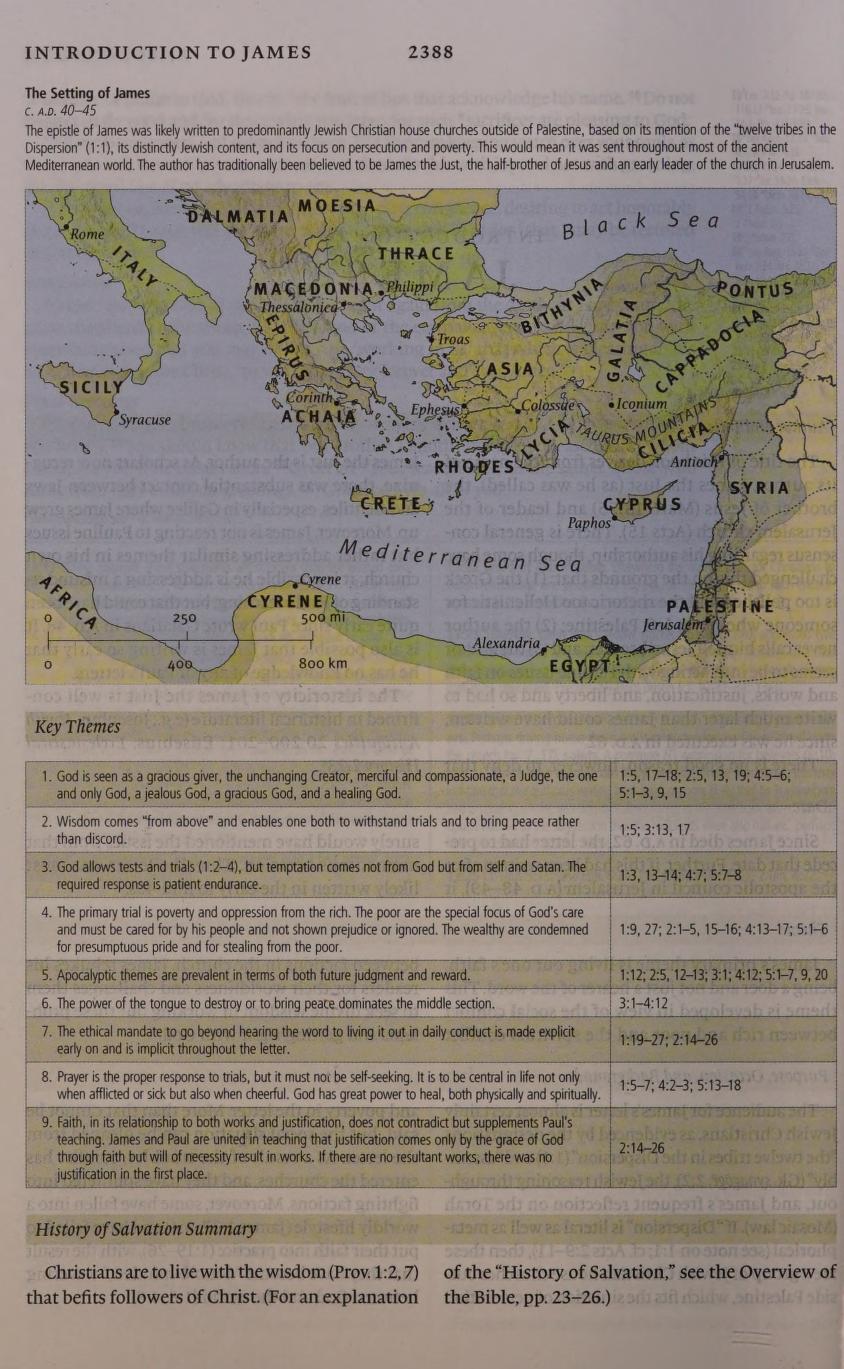 INTRODUCTION TO JAMES 2388
The Setting of James
C. A.D. 40–45
The epistle of James was likely written to predominantly Jewish Christian house churches outside of Palestine, based on its mention of the “twelve tribes in the
Dispersion” (1:1), its distinctly Jewish content, and its focus on persecution and poverty. This would mean it was sent throughout most of the ancient
Mediterranean world. The author has traditionally been believed to be James the Just, the half-brother of Jesus and an early leader of the church in Jerusalem.
DALMATIA
MOESIA
Black Sea
Rome
ITALY
THRACE
MACEDONIA
Philippi
PONTUS
BITHYNIA
Thessalonica
EPIRUS
GALATIA
CAPPADOCIA
Troas
ASIA
SICILY
Corinth
Ephesus
Colossae
Iconium
Syracuse
ACHAIA
TAURUS MOUNTAINS
LYCIA
CILICIA
RHODES
Antioch
SYRIA
CRETE
CYPRUS
Paphos
Mediterranean Sea
AFRICA
Cyrene
CYRENE
PALESTINE
Jerusalem
0 250 500 mi
0 400 800 km
Alexandria
EGYPT
Key Themes
1. God is seen as a gracious giver, the unchanging Creator, merciful and compassionate, a Judge, the one
and only God, a jealous God, a gracious God, and a healing God.
1:5, 17–18; 2:5, 13, 19; 4:5–6;
5:1–3, 9, 15
2. Wisdom comes “from above” and enables one both to withstand trials and to bring peace rather
than discord.
1:5; 3:13, 17
3. God allows tests and trials (1:2–4), but temptation comes not from God but from self and Satan. The
required response is patient endurance.
1:3, 13–14; 4:7; 5:7–8
4. The primary trial is poverty and oppression from the rich. The poor are the special focus of God’s care
and must be cared for by his people and not shown prejudice or ignored. The wealthy are condemned
for presumptuous pride and for stealing from the poor.
1:9, 27; 2:1–5, 15–16; 4:13–17; 5:1–6
5. Apocalyptic themes are prevalent in terms of both future judgment and reward.
1:12; 2:5, 12–13; 3:1; 4:12; 5:1–7, 9, 20
6. The power of the tongue to destroy or to bring peace dominates the middle section.
3:1–4:12
7. The ethical mandate to go beyond hearing the word to living it out in daily conduct is made explicit
early on and is implicit throughout the letter.
1:19–27; 2:14–26
8. Prayer is the proper response to trials, but it must not be self-seeking. It is to be central in life not only
when afflicted or sick but also when cheerful. God has great power to heal, both physically and spiritually.
1:5–7; 4:2–3; 5:13–18
9. Faith, in its relationship to both works and justification, does not contradict but supplements Paul’s
teaching. James and Paul are united in teaching that justification comes only by the grace of God
through faith but will of necessity result in works. If there are no resultant works, there was no
justification in the first place.
2:14–26
History of Salvation Summary
Christians are to live with the wisdom (Prov. 1:2, 7)
that befits followers of Christ. (For an explanation
of the “History of Salvation,” see the Overview of
the Bible, pp. 23–26.)